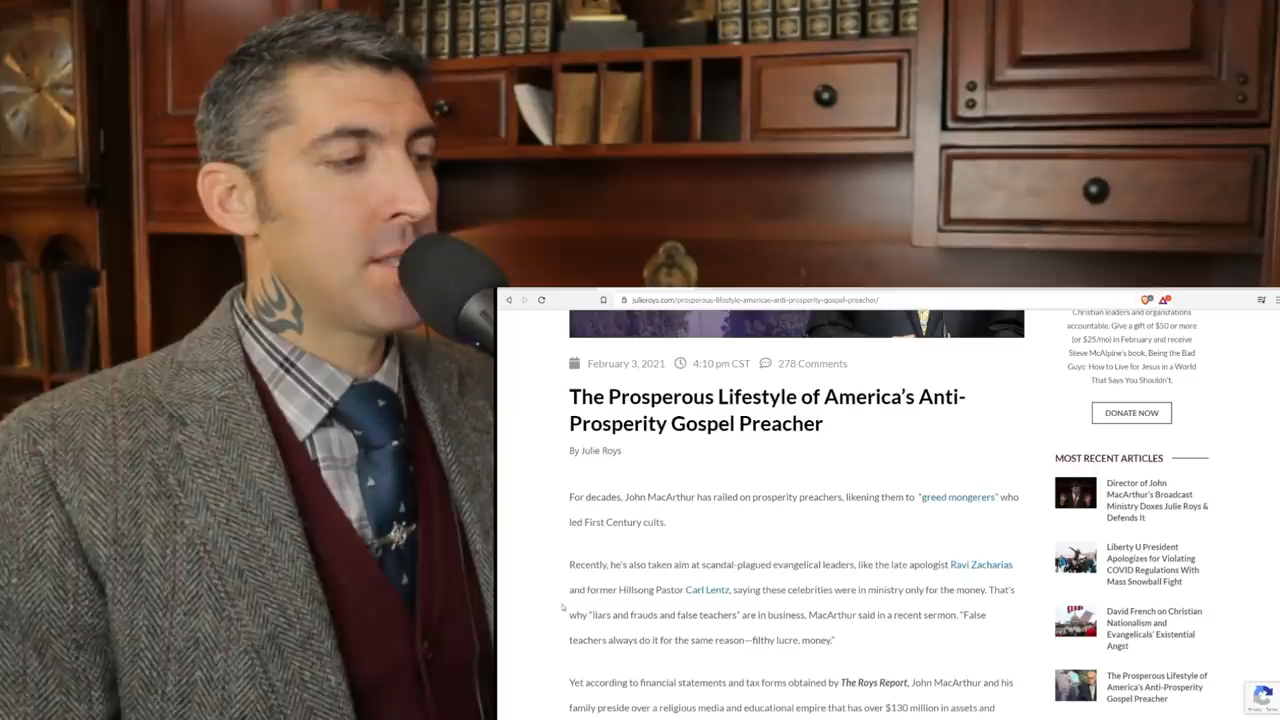 julieroys.com/prosperous-lifestyle-americas-anti-prosperity-gospel-preacher/
February 3, 2021 4:10 pm CST 278 Comments
The Prosperous Lifestyle of America's Anti-
Prosperity Gospel Preacher
By Julie Roys
For decades, John MacArthur has railed on prosperity preachers, likening them to "greed mongerers" who
led First Century cults.
Recently, he's also taken aim at scandal-plagued evangelical leaders, like the late apologist Ravi Zacharias
and former Hillsong Pastor Carl Lentz, saying these celebrities were in ministry only for the money. That's
why "liars and frauds and false teachers" are in business, MacArthur said in a recent sermon. "False
teachers always do it for the same reason—filthy lucre, money."
Yet according to financial statements and tax forms obtained by The Roys Report, John MacArthur and his
family preside over a religious media and educational empire that has over $130 million in assets and
Christian leaders and organizations
accountable. Give a gift of $50 or more
(or $25/mo) in February and receive
Steve McAlpine's book, Being the Bad
Guys: How to Live for Jesus in a World
That Says You Shouldn't.
DONATE NOW
MOST RECENT ARTICLES
Director of John
MacArthur's Broadcast
Ministry Doxes Julie Roys &
Defends It
Liberty U President
Apologizes for Violating
COVID Regulations With
Mass Snowball Fight
David French on Christian
Nationalism and
Evangelicals' Existential
Angst
The Prosperous Lifestyle of
America's Anti-Prosperity
Gospel Preacher